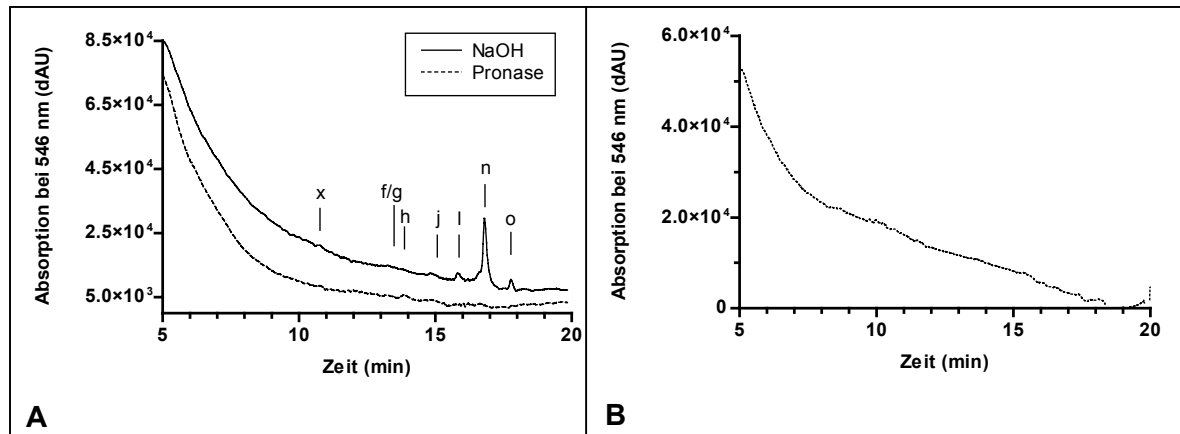 Absorption bei 546 nm (dAU)
8.5×10⁴
6.5×10⁴
4.5×10⁴
2.5×10⁴
5.0×10³
NaOH
Pronase
x
f/g
h
j
l
n
o
5
10
15
20
Zeit (min)
A
Absorption bei 546 nm (dAU)
6.0×10⁴
4.0×10⁴
2.0×10⁴
0
5
10
15
20
Zeit (min)
B